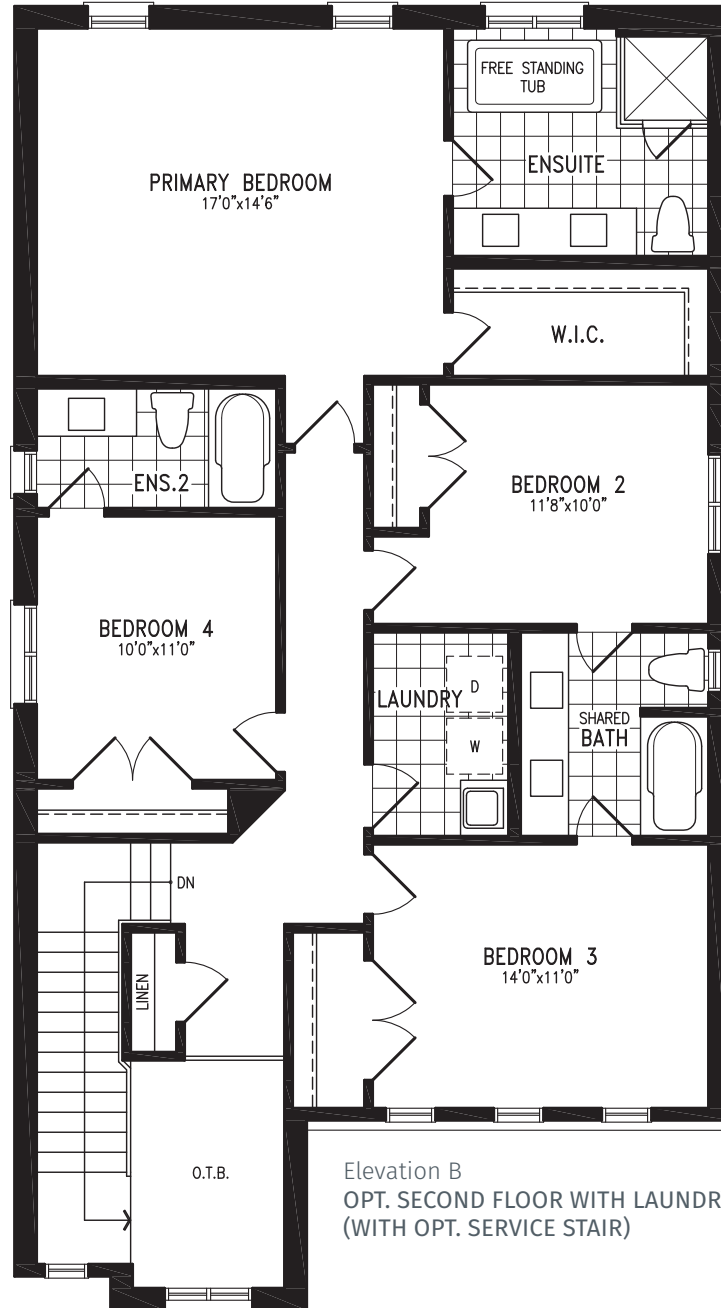 FREE STANDING
TUB
ENSUITE
PRIMARY BEDROOM
17'0"x14'6"
W.I.C.
ENS.2
BEDROOM 2
11'8"x10'0"
BEDROOM 4
10'0"x11'0"
LAUNDRY
D
W
SHARED
BATH
DN
LINEN
BEDROOM 3
14'0"x11'0"
O.T.B.
Elevation B
OPT. SECOND FLOOR WITH LAUNDR
(WITH OPT. SERVICE STAIR)